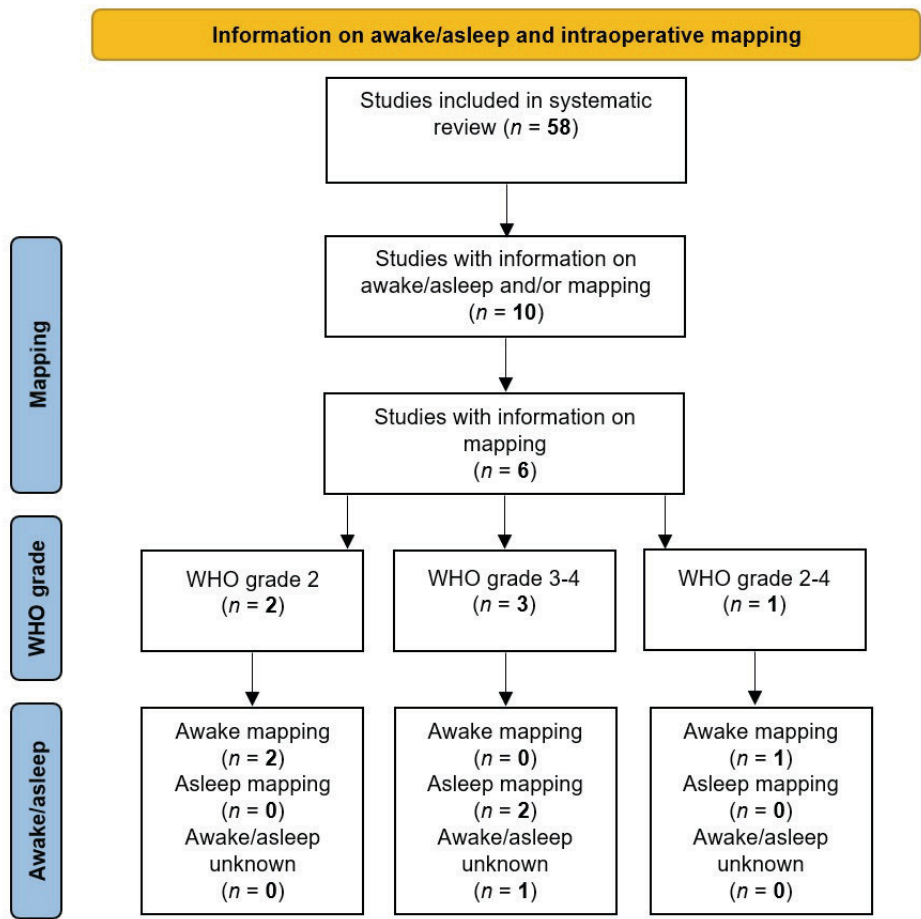 Information on awake/asleep and intraoperative mapping
Studies included in systematic
review (n = 58)
Mapping
Studies with information on
awake/asleep and/or mapping
(n = 10)
Studies with information on
mapping
(n = 6)
WHO grade
WHO grade 2
(n = 2)
WHO grade 3-4
(n = 3)
WHO grade 2-4
(n = 1)
Awake/asleep
Awake mapping
(n = 2)
Asleep mapping
(n = 0)
Awake/asleep
unknown
(n = 0)
Awake mapping
(n = 0)
Asleep mapping
(n = 2)
Awake/asleep
unknown
(n = 1)
Awake mapping
(n = 1)
Asleep mapping
(n = 0)
Awake/asleep
unknown
(n = 0)